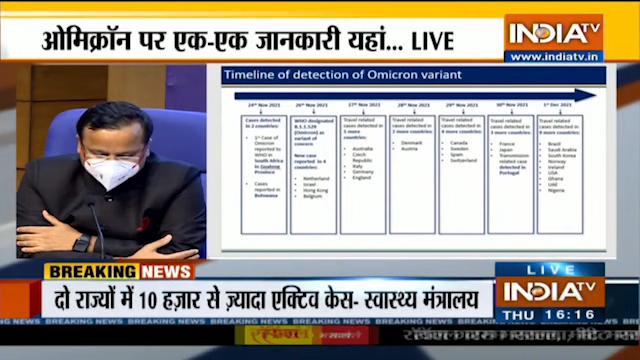 ओमिक्रॉन पर एक-एक जानकारी यहां... LIVE
INDIA TV
www.indiatv.in
Timeline of detection of Omicron variant
24th Nov 2021
Cases detected in 2 countries:
1st Case of Omicron reported to WHO in South Africa in Gauteng Province
Cases reported in Botswana
26th Nov 2021
WHO designated B.1.1.529 (Omicron) as variant of concern
New case reported in 4 countries:
Netherland
Israel
Hong Kong
Belgium
27th Nov 2021
Travel related cases detected in 5 more countries:
Australia
Czech Republic
Italy
Germany
England
28th Nov 2021
Travel related cases detected in 2 more countries:
Denmark
Austria
29th Nov 2021
Travel related cases detected in 4 more countries:
Canada
Sweden
Spain
Switzerland
30th Nov 2021
Travel related cases detected in 3 more countries:
France
Japan
Transmission related case detected in Portugal
1st Dec 2021
Travel related cases detected in 9 more countries:
Brazil
Saudi Arabia
South Korea
Norway
Ireland
USA
Ghana
UAE
Nigeria
BREAKING NEWS
दो राज्यों में 10 हज़ार से ज़्यादा एक्टिव केस- स्वास्थ्य मंत्रालय
LIVE
INDIA TV
THU 16:16
BREAKING NEWS BREAKING NEWS BREAKING NEWS